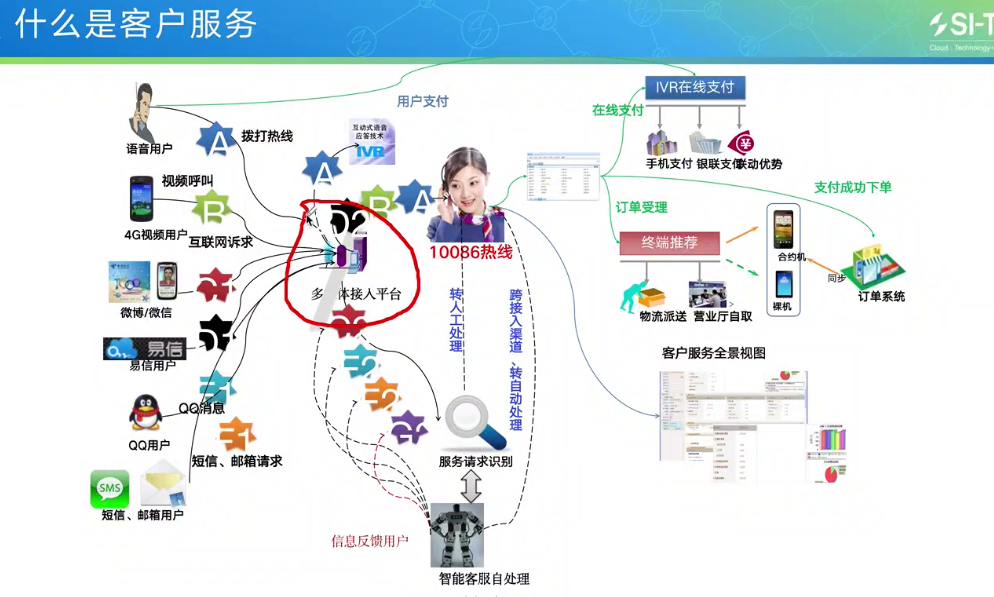 什么是客户服务
SI-T
Cloud · Technology
用户支付
IVR在线支付
在线支付
语音用户
A
拨打热线
互动式语音
应答技术
IVR
手机支付
银联支付
联动优势
视频呼叫
A
B
A
支付成功下单
B
订单受理
4G视频用户
互联网诉求
10086热线
终端推荐
合约机
同步
订单系统
多
体接入平台
转人工处理
跨接入渠道、转自动处理
裸机
微博/微信
物流派送
营业厅自取
易信
易信用户
客户服务全景视图
QQ消息
QQ用户
短信、邮箱请求
服务请求识别
SMS
短信、邮箱用户
信息反馈用户
智能客服自处理